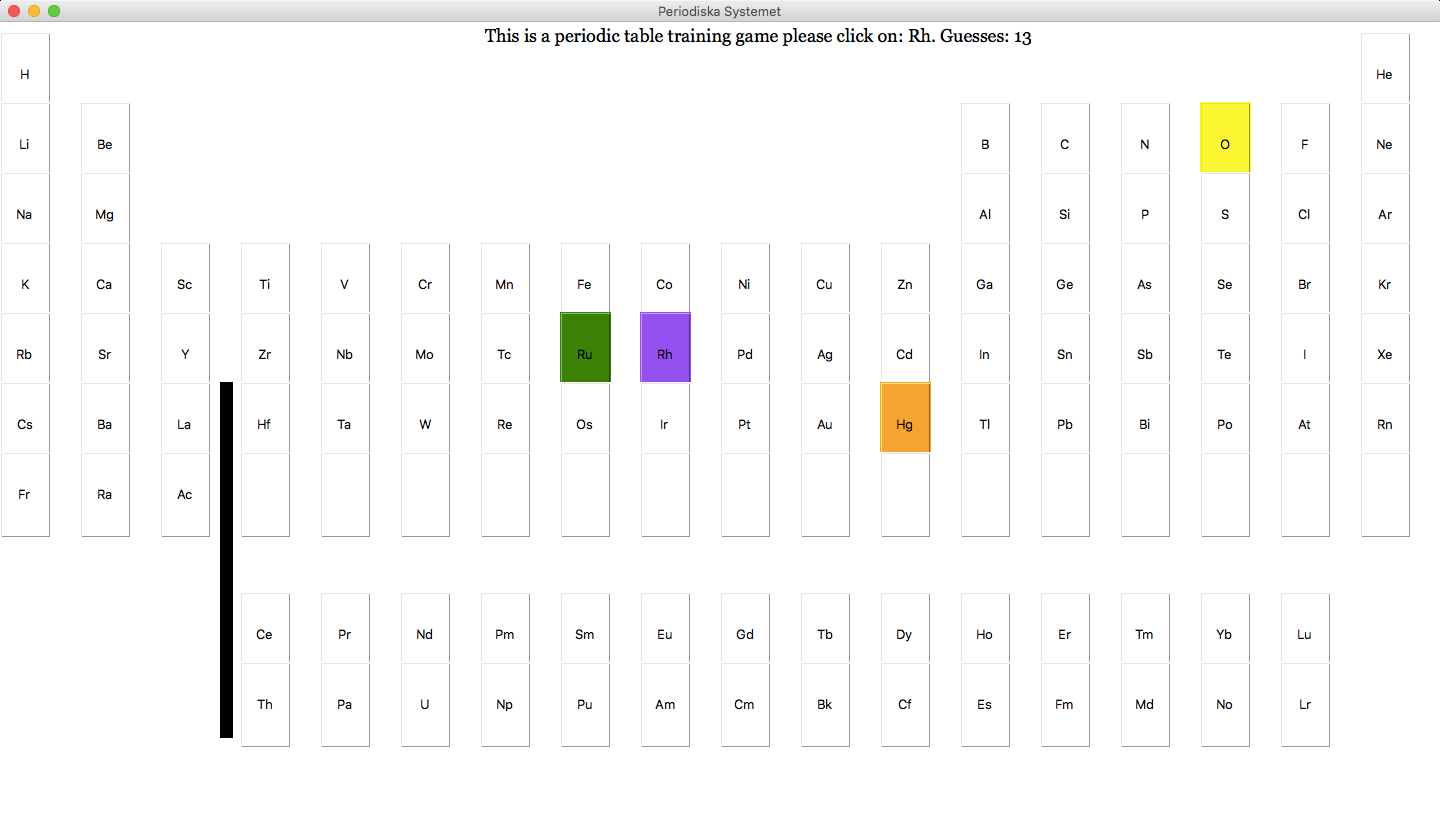 Periodiska Systemet
This is a periodic table training game please click on: Rh. Guesses: 13
H He
Li Be B C N O F Ne
Na Mg Al Si P S Cl Ar
K Ca Sc Ti V Cr Mn Fe Co Ni Cu Zn Ga Ge As Se Br Kr
Rb Sr Y Zr Nb Mo Tc Ru Rh Pd Ag Cd In Sn Sb Te I Xe
Cs Ba La Hf Ta W Re Os Ir Pt Au Hg Tl Pb Bi Po At Rn
Fr Ra Ac
Ce Pr Nd Pm Sm Eu Gd Tb Dy Ho Er Tm Yb Lu
Th Pa U Np Pu Am Cm Bk Cf Es Fm Md No Lr